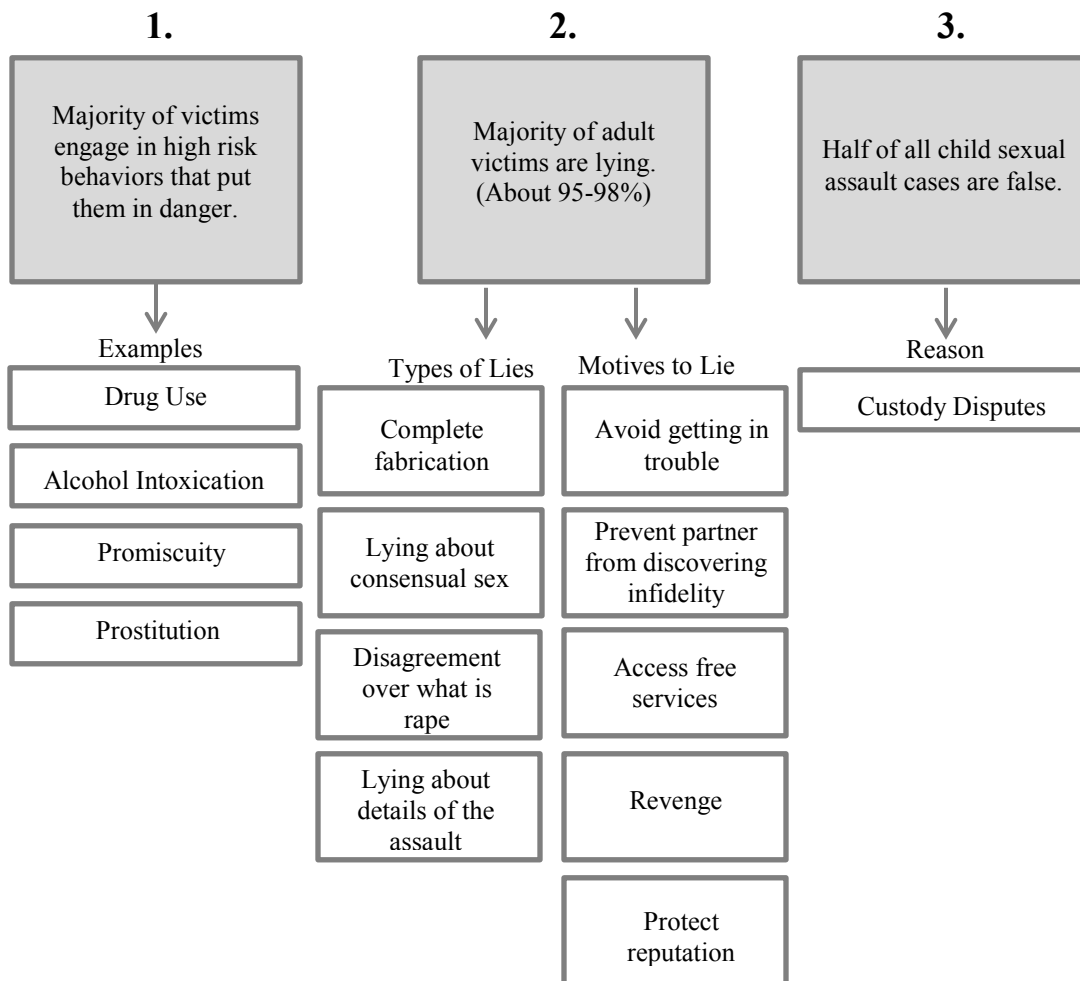 1.
Majority of victims
engage in high risk
behaviors that put
them in danger.
Examples
Drug Use
Alcohol Intoxication
Promiscuity
Prostitution
2.
Majority of adult
victims are lying.
(About 95-98%)
Types of Lies
Complete
fabrication
Lying about
consensual sex
Disagreement
over what is
rape
Lying about
details of the
assault
Motives to Lie
Avoid getting in
trouble
Prevent partner
from discovering
infidelity
Access free
services
Revenge
Protect
reputation
3.
Half of all child sexual
assault cases are false.
Reason
Custody Disputes